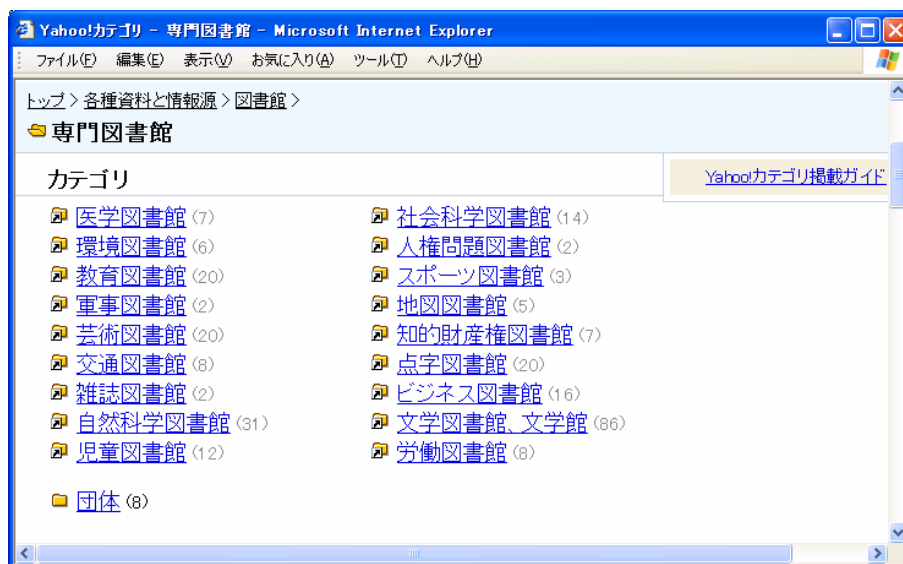 Yahoo!カテゴリ - 専門図書館 - Microsoft Internet Explorer
ファイル(F) 編集(E) 表示(V) お気に入り(A) ツール(T) ヘルプ(H)
トップ > 各種資料と情報源 > 図書館 >
専門図書館
カテゴリ
Yahoo!カテゴリ掲載ガイド
医学図書館 (7)
環境図書館 (6)
教育図書館 (20)
軍事図書館 (2)
芸術図書館 (20)
交通図書館 (8)
雑誌図書館 (2)
自然科学図書館 (31)
児童図書館 (12)
社会科学図書館 (14)
人権問題図書館 (2)
スポーツ図書館 (3)
地図図書館 (5)
知的財産権図書館 (7)
点字図書館 (20)
ビジネス図書館 (16)
文学図書館、文学館 (86)
労働図書館 (8)
団体 (8)